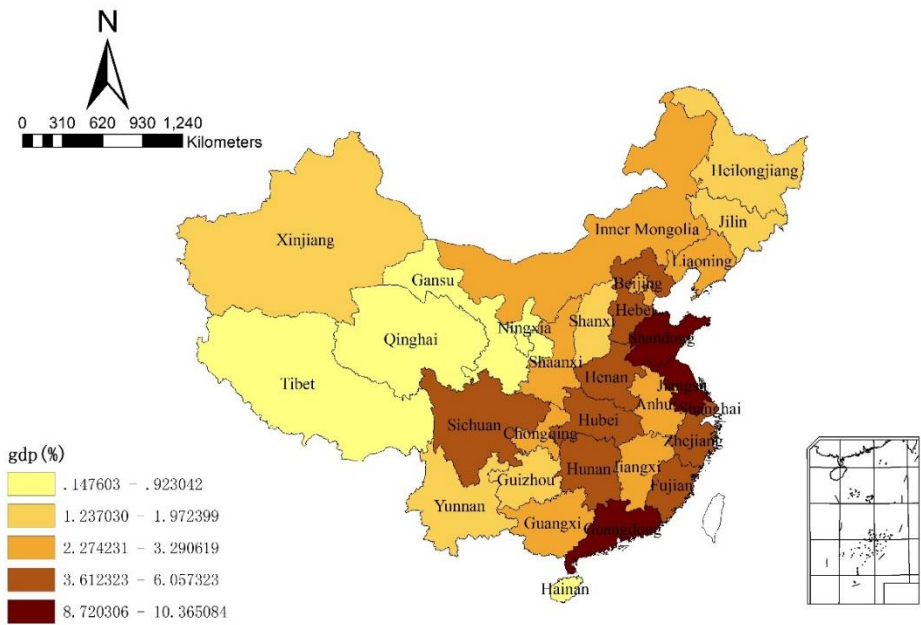 N
0 310 620 930 1,240
Kilometers
Heilongjiang
Jilin
Xinjiang
Inner Mongolia
Liaoning
Gansu
Beijing
Hebei
Ningxia
Shanxi
Shandong
Qinghai
Shaanxi
Tibet
Henan
Jiangsu
Anhui
Shanghai
Sichuan
Hubei
Chongqing
Zhejiang
Hunan
Jiangxi
Guizhou
Fujian
Yunnan
Guangxi
Guangdong
Hainan
gdp(%)
.147603 - .923042
1.237030 - 1.972399
2.274231 - 3.290619
3.612323 - 6.057323
8.720306 - 10.365084